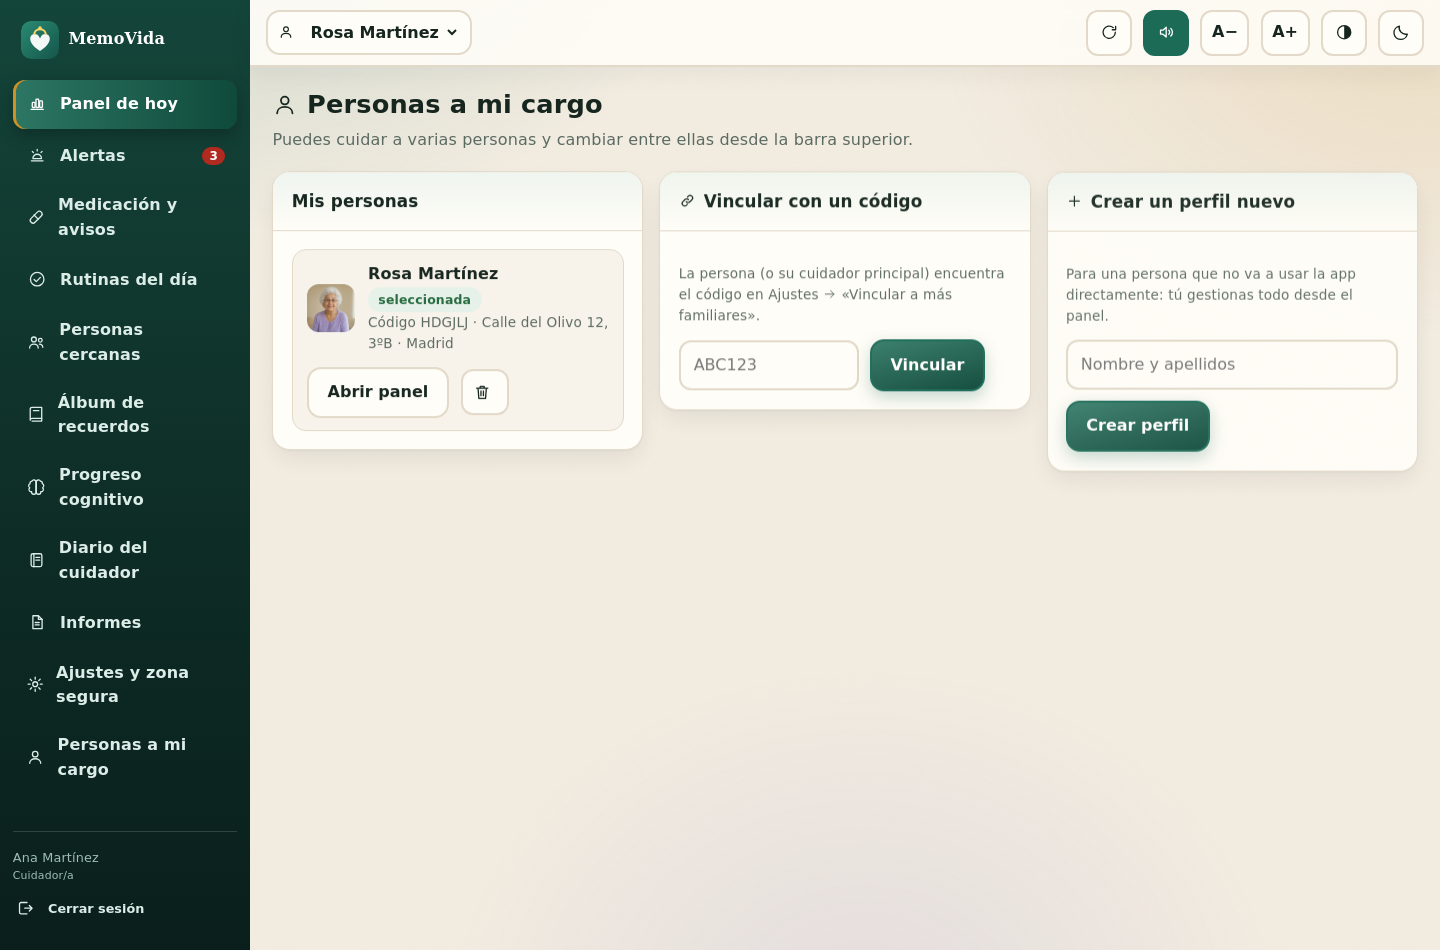 MemoVida
Panel de hoy
Alertas
3
Medicación y
avisos
Rutinas del día
Personas
cercanas
Álbum de
recuerdos
Progreso
cognitivo
Diario del
cuidador
Informes
Ajustes y zona
segura
Personas a mi
cargo
Ana Martínez
Cuidador/a
Cerrar sesión
Rosa Martínez
A−
A+
Personas a mi cargo
Puedes cuidar a varias personas y cambiar entre ellas desde la barra superior.
Mis personas
Rosa Martínez
seleccionada
Código HDGJLJ · Calle del Olivo 12,
3ºB · Madrid
Abrir panel
Vincular con un código
La persona (o su cuidador principal) encuentra
el código en Ajustes → «Vincular a más
familiares».
ABC123
Vincular
Crear un perfil nuevo
Para una persona que no va a usar la app
directamente: tú gestionas todo desde el
panel.
Nombre y apellidos
Crear perfil